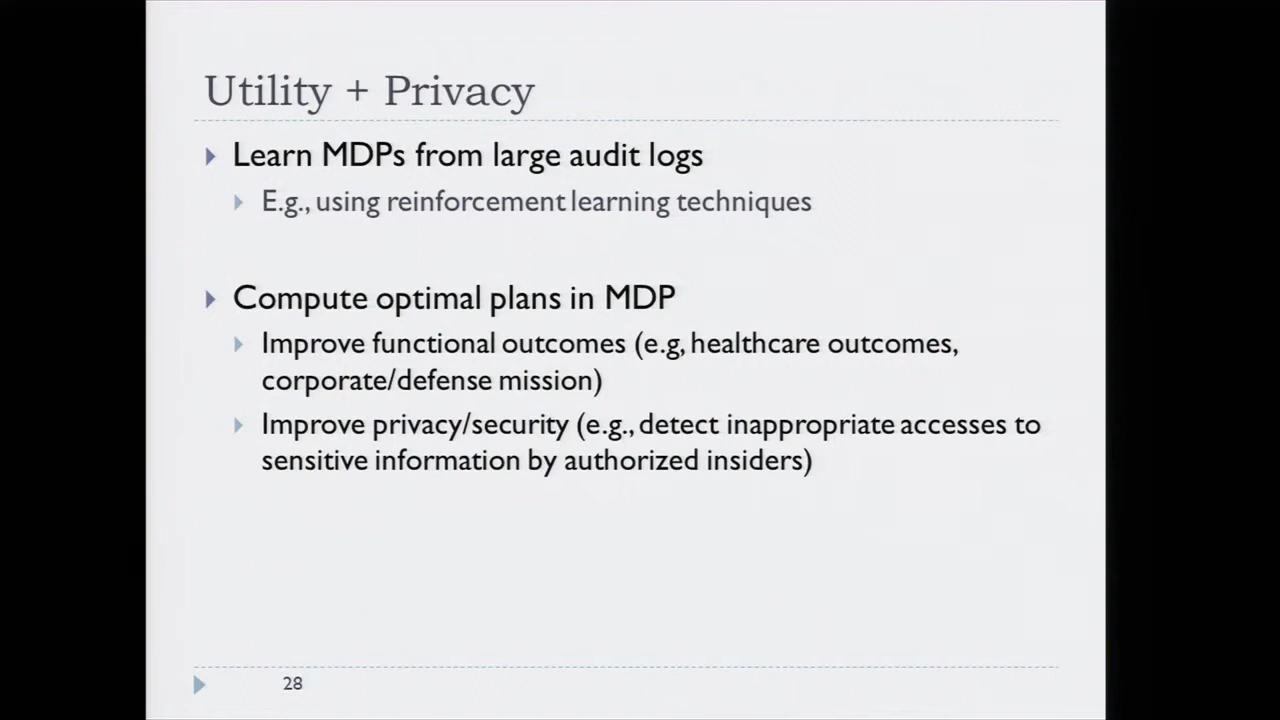 Utility + Privacy
Learn MDPs from large audit logs
E.g., using reinforcement learning techniques
Compute optimal plans in MDP
Improve functional outcomes (e.g, healthcare outcomes,
corporate/defense mission)
Improve privacy/security (e.g., detect inappropriate accesses to
sensitive information by authorized insiders)
28